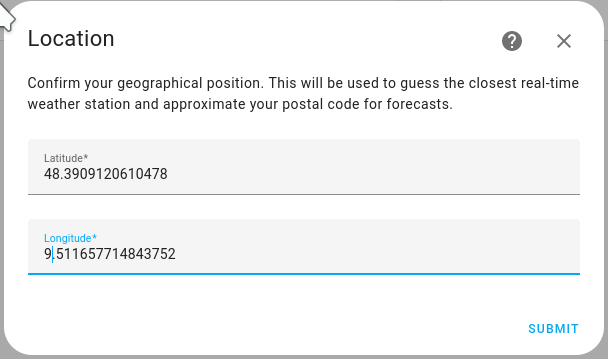 Location
Confirm your geographical position. This will be used to guess the closest real-time
weather station and approximate your postal code for forecasts.
Latitude*
48.3909120610478
Longitude*
9.511657714843752
SUBMIT